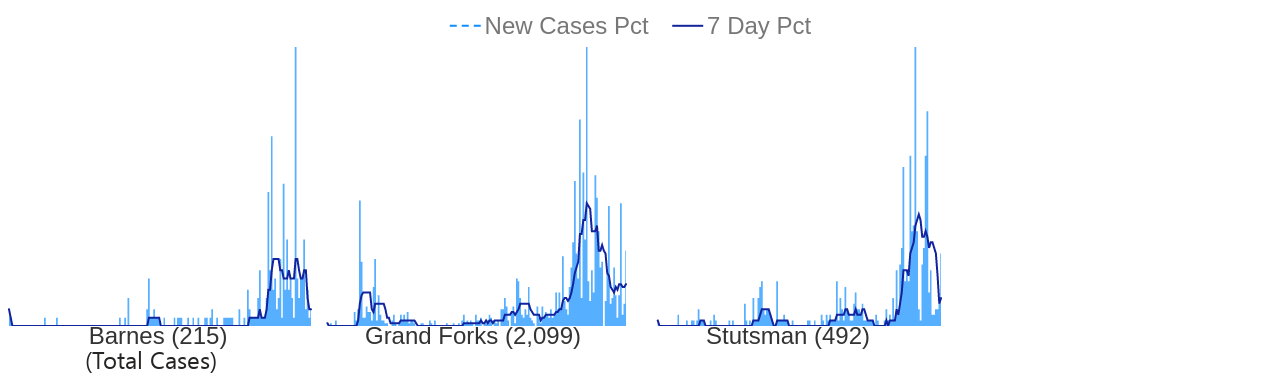 New Cases Pct 7 Day Pct
Barnes (215) Grand Forks (2,099) Stutsman (492)
(Total Cases)